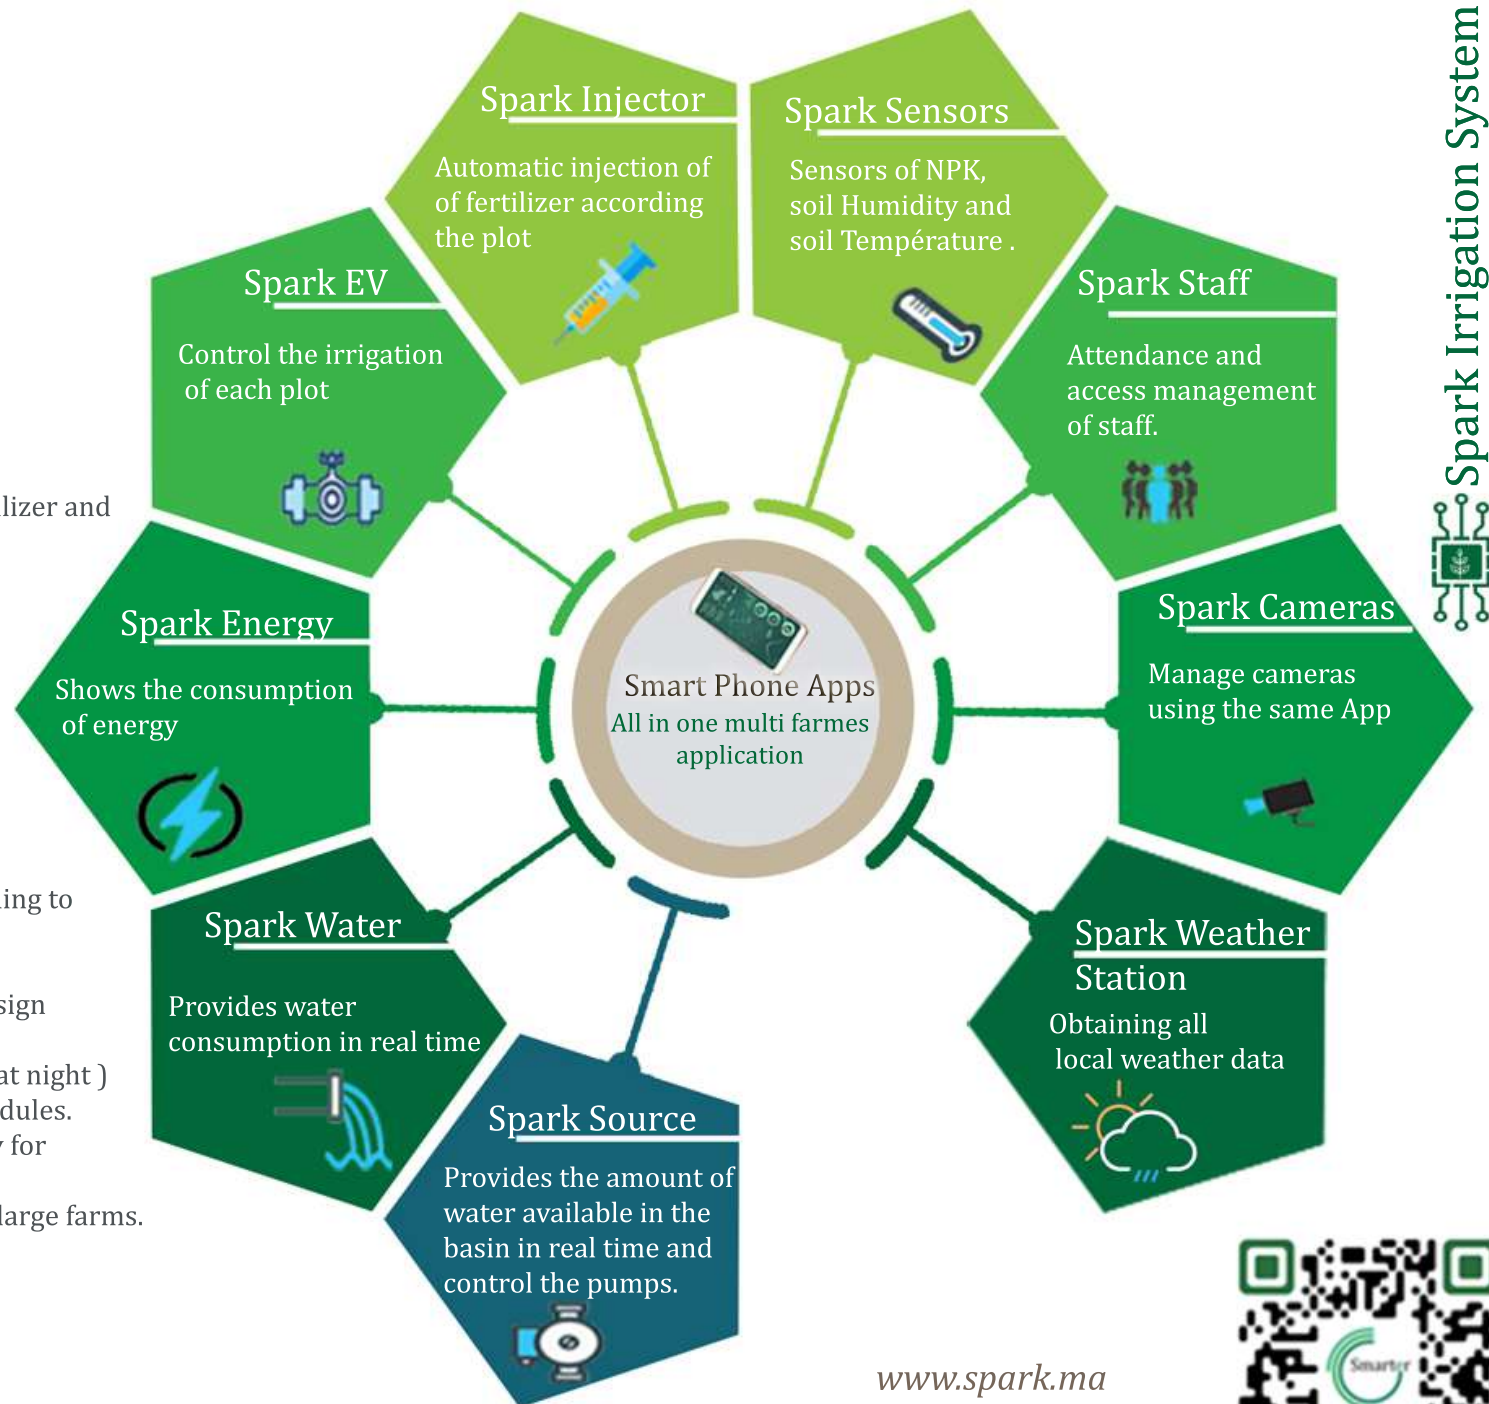 Spark Irrigation System
Spark Injector
Automatic injection of
of fertilizer according
the plot
Spark Sensors
Sensors of NPK,
soil Humidity and
soil Température .
Spark EV
Control the irrigation
of each plot
Spark Staff
Attendance and
access management
of staff.
Spark Energy
Shows the consumption
of energy
Spark Cameras
Manage cameras
using the same App
Smart Phone Apps
All in one multi farmes
application
Spark Water
Provides water
consumption in real time
Spark Weather
Station
Obtaining all
local weather data
Spark Source
Provides the amount of
water available in the
basin in real time and
control the pumps.
and
to
at night )
for
large farms.
www.spark.ma
Smarter